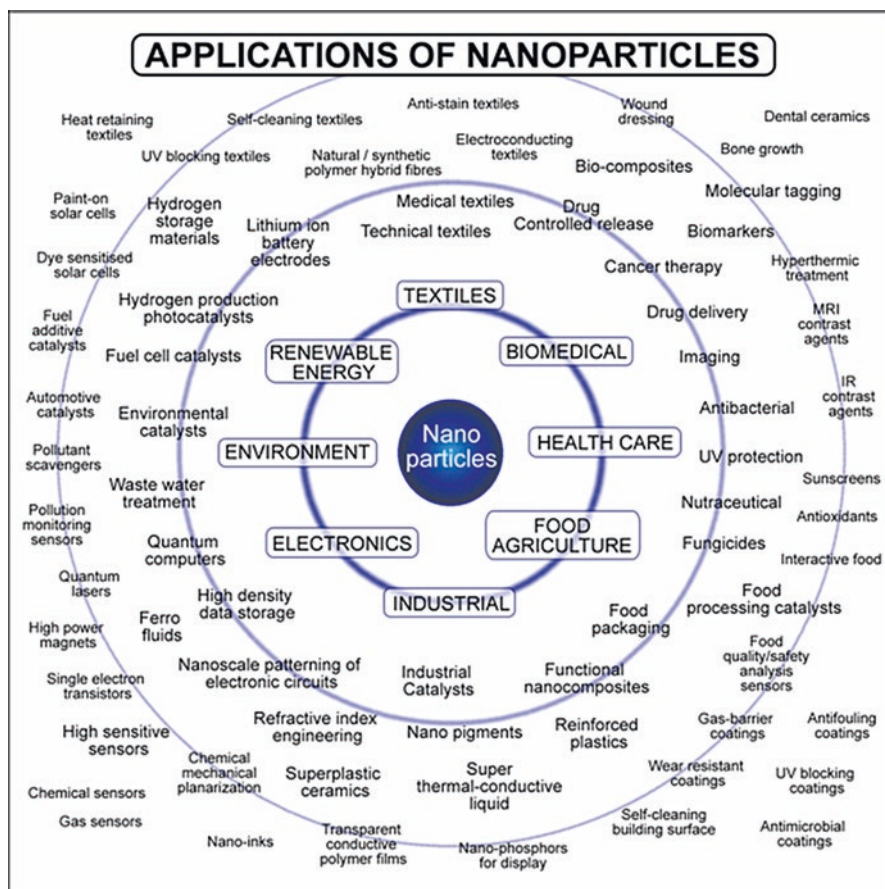 APPLICATIONS OF NANOPARTICLES
Anti-stain textiles
Wound
dressing
Dental ceramics
Heat retaining
textiles
Self-cleaning textiles
Electroconducting
textiles
Bone growth
UV blocking textiles
Natural / synthetic
polymer hybrid fibres
Bio-composites
Molecular tagging
Paint-on
solar cells
Hydrogen
storage
materials
Lithium ion
battery
electrodes
Medical textiles
Technical textiles
Drug
Controlled release
Biomarkers
Dye sensitised
solar cells
Cancer therapy
Hyperthermic
treatment
TEXTILES
Hydrogen production
photocatalysts
Drug delivery
MRI
contrast
agents
Fuel
additive
catalysts
Fuel cell catalysts
RENEWABLE
ENERGY
BIOMEDICAL
Imaging
IR
contrast
agents
Automotive
catalysts
Environmental
catalysts
Antibacterial
Nano
particles
ENVIRONMENT
HEALTH CARE
Pollutant
scavengers
UV protection
Sunscreens
Waste water
treatment
Nutraceutical
Pollution
monitoring
sensors
Antioxidants
Quantum
computers
ELECTRONICS
FOOD
AGRICULTURE
Fungicides
Interactive food
Quantum
lasers
High density
data storage
INDUSTRIAL
Food
packaging
Food
processing catalysts
High power
magnets
Ferro
fluids
Food
quality/safety
analysis
sensors
Single electron
transistors
Nanoscale patterning of
electronic circuits
Industrial
Catalysts
Functional
nanocomposites
High sensitive
sensors
Refractive index
engineering
Nano pigments
Reinforced
plastics
Gas-barrier
coatings
Antifouling
coatings
Chemical
mechanical
planarization
Superplastic
ceramics
Super
thermal-conductive
liquid
Wear resistant
coatings
UV blocking
coatings
Chemical sensors
Gas sensors
Self-cleaning
building surface
Antimicrobial
coatings
Nano-inks
Transparent
conductive
polymer films
Nano-phosphors
for display